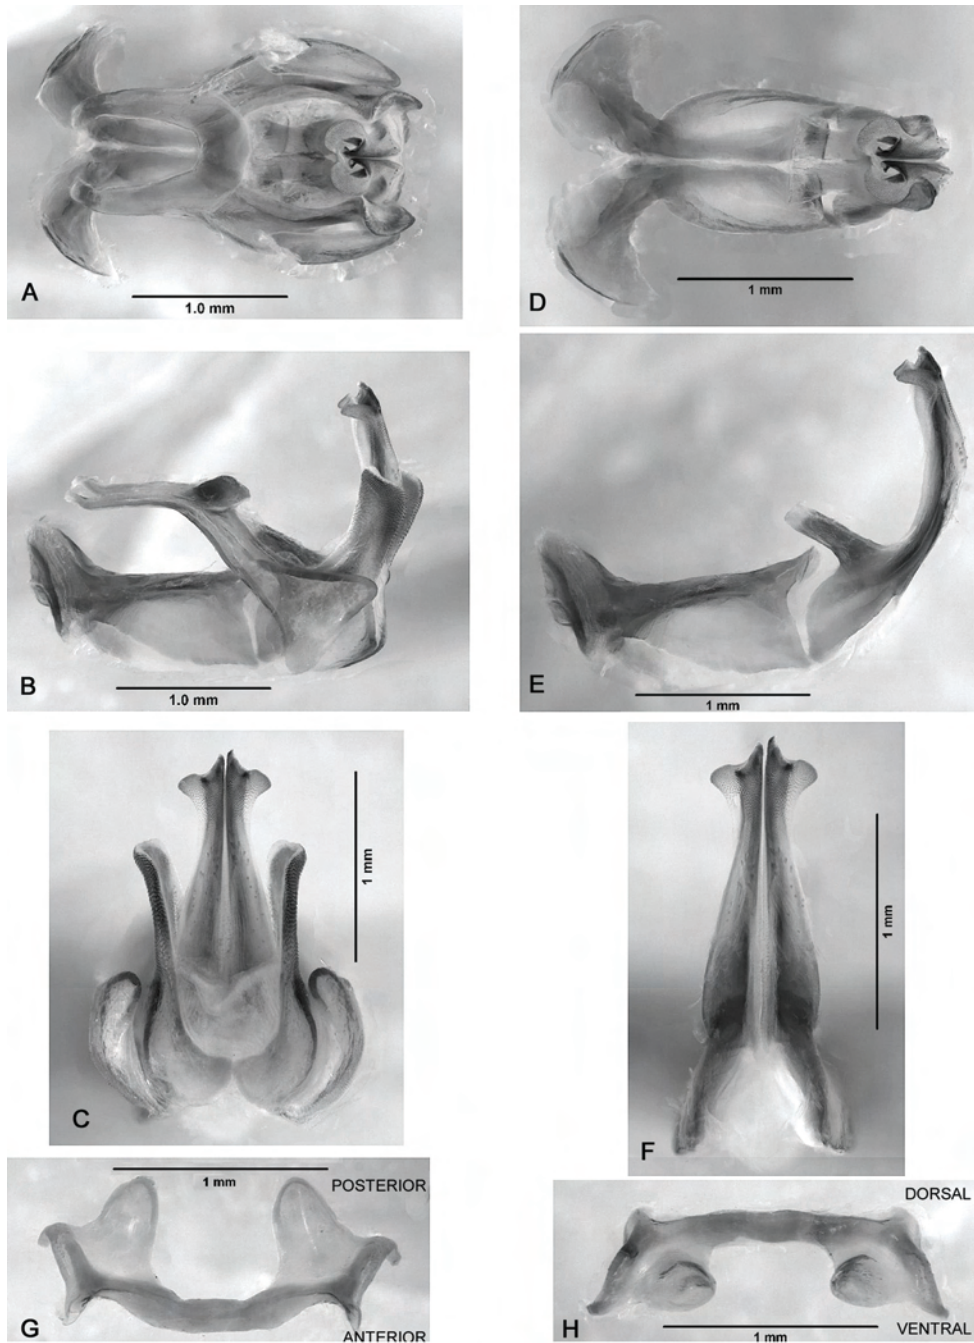 A
1.0 mm
D
1 mm
B
1.0 mm
E
1 mm
C
1 mm
F
1 mm
G
1 mm
POSTERIOR
ANTERIOR
H
DORSAL
1 mm
VENTRAL